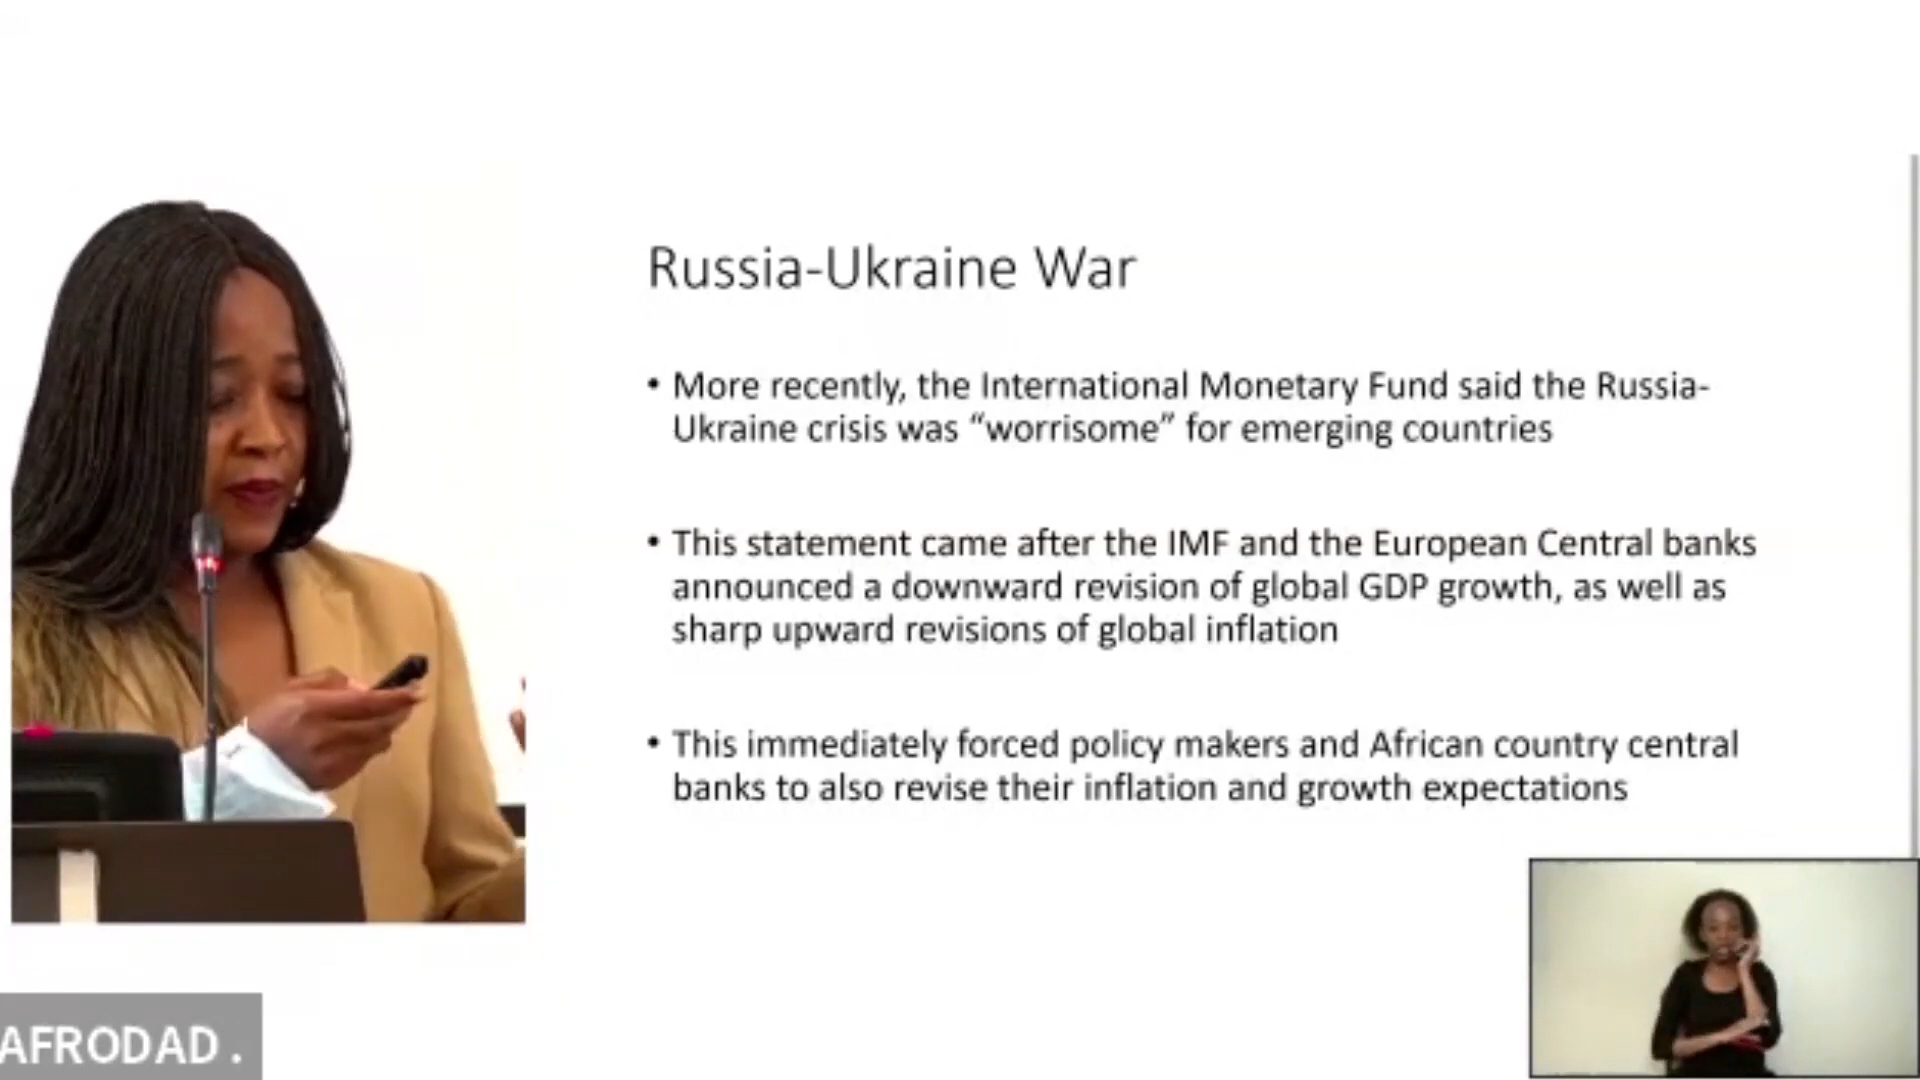 Russia-Ukraine War
• More recently, the International Monetary Fund said the Russia-
Ukraine crisis was “worrisome” for emerging countries
• This statement came after the IMF and the European Central banks
announced a downward revision of global GDP growth, as well as
sharp upward revisions of global inflation
• This immediately forced policy makers and African country central
banks to also revise their inflation and growth expectations
AFRODAD .